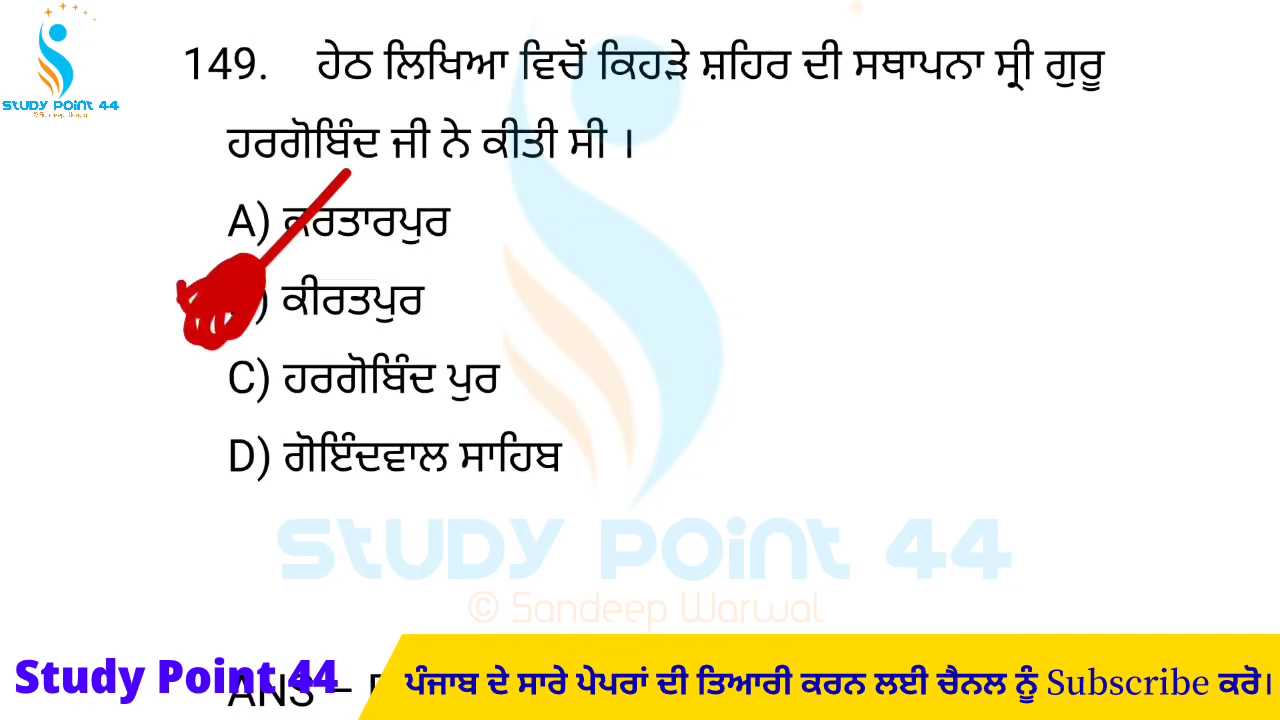 STUDY POINT 44
149. ਹੇਠ ਲਿਖਿਆ ਵਿਚੋਂ ਕਿਹੜੇ ਸ਼ਹਿਰ ਦੀ ਸਥਾਪਨਾ ਸ੍ਰੀ ਗੁਰੂ
ਹਰਗੋਬਿੰਦ ਜੀ ਨੇ ਕੀਤੀ ਸੀ ।
A) ਕਰਤਾਰਪੁਰ
) ਕੀਰਤਪੁਰ
C) ਹਰਗੋਬਿੰਦ ਪੁਰ
D) ਗੋਇੰਦਵਾਲ ਸਾਹਿਬ
STUDY POINT 44
© Sandeep Warwal
ANS –
Study Point 44
ਪੰਜਾਬ ਦੇ ਸਾਰੇ ਪੇਪਰਾਂ ਦੀ ਤਿਆਰੀ ਕਰਨ ਲਈ ਚੈਨਲ ਨੂੰ Subscribe ਕਰੋ।